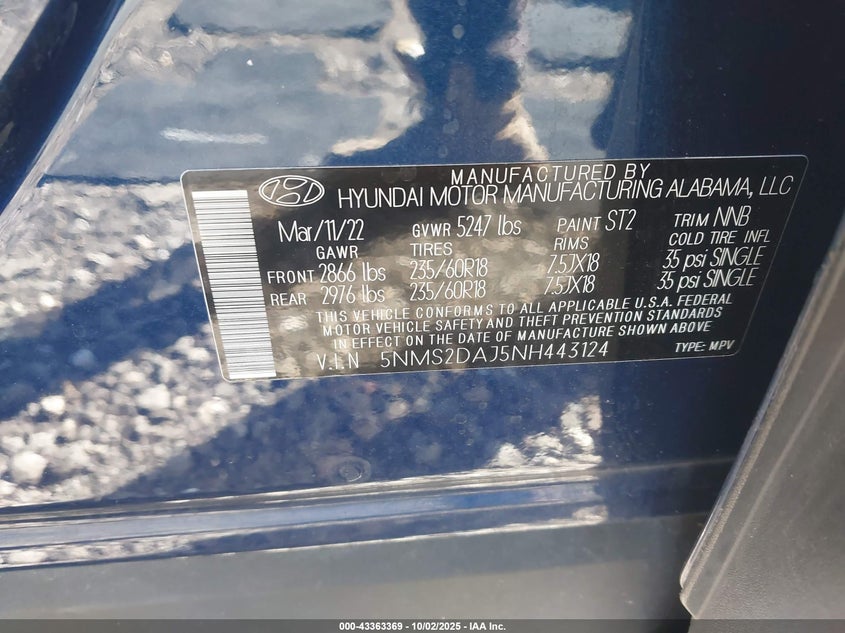 MANUFACTURED BY
HYUNDAI MOTOR MANUFACTURING ALABAMA, LLC
Mar/11/22 GVWR 5247 lbs PAINT ST2 TRIM NNB
GAWR TIRES RIMS COLD TIRE INFL
FRONT 2866 lbs 235/60R18 7.5JX18 35 psi SINGLE
REAR 2976 lbs 235/60R18 7.5JX18 35 psi SINGLE
THIS VEHICLE CONFORMS TO ALL APPLICABLE U.S.A. FEDERAL
MOTOR VEHICLE SAFETY AND THEFT PREVENTION STANDARDS
IN EFFECT ON THE DATE OF MANUFACTURE SHOWN ABOVE
V.I.N 5NMS2DAJ5NH443124 TYPE: MPV
000-43363369 - 10/02/2025 - IAA Inc.